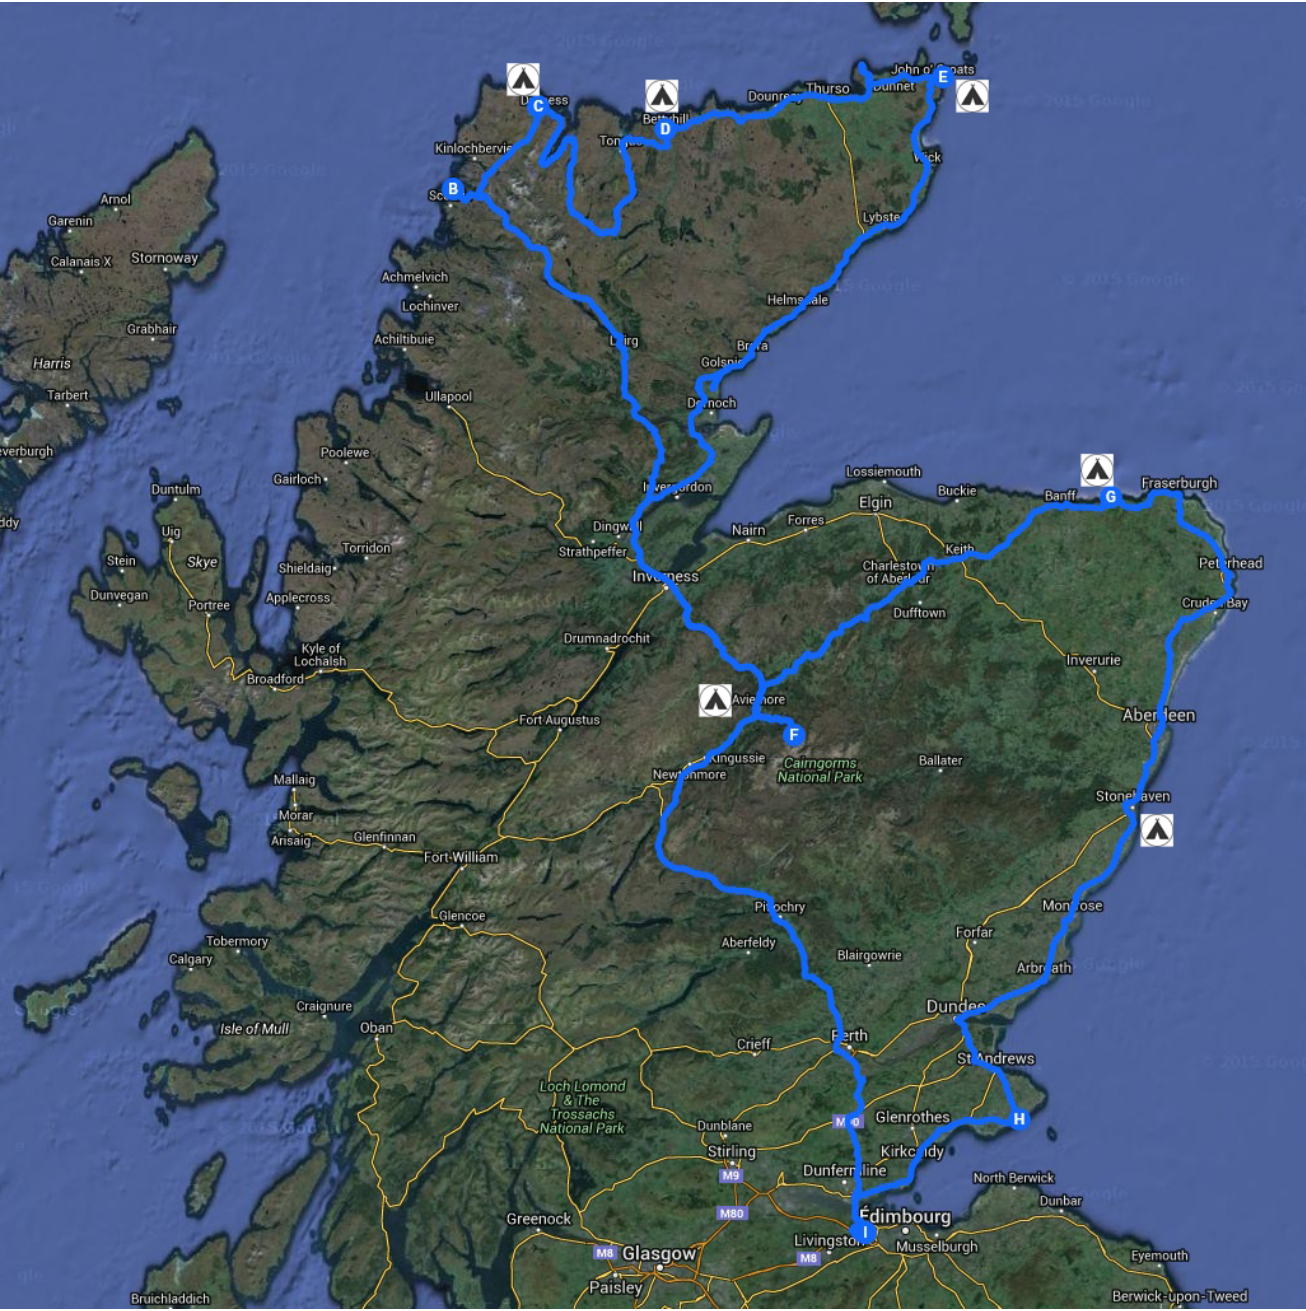 John o' Groats
Durness
C
E
Dounreay
Thurso
Dunnet
Bettyhill
D
Tongue
Kinlochbervie
Wick
B
Arnol
Garenin
Lybster
Calanais X
Stornoway
Achmelvich
Lochinver
Helmsdale
Grabhair
Achiltibuie
Lairg
Brora
Harris
Golspie
Tarbert
Ullapool
Dornoch
Poolewe
Lossiemouth
Gairloch
Invergordon
Fraserburgh
Duntulm
Buckie
Banff
G
Elgin
Forres
Dingwall
Nairn
Uig
Strathpeffer
Keith
Torridon
Stein
Skye
Shieldaig
Charlestown
of Aberlour
Peterhead
Inverness
Dunvegan
Portree
Applecross
Cruden Bay
Dufftown
Drumnadrochit
Kyle of
Lochalsh
Inverurie
Broadford
Aviemore
Fort Augustus
Aberdeen
F
Kingussie
Cairngorms
National Park
Ballater
Newtonmore
Mallaig
Stonehaven
Morar
Arisaig
Glenfinnan
Fort William
Pitlochry
Montrose
Glencoe
Forfar
Tobermory
Aberfeldy
Blairgowrie
Calgary
Arbroath
Craignure
Dundee
Isle of Mull
Oban
Perth
Crieff
St Andrews
Loch Lomond
& The
Trossachs
National Park
Dunblane
M90
Glenrothes
H
Stirling
Kirkcaldy
M9
Dunfermline
North Berwick
Dunbar
M80
Greenock
Édimbourg
I
Livingston
Musselburgh
M8
Glasgow
M8
Eyemouth
Paisley
Bruichladdich
Berwick-upon-Tweed